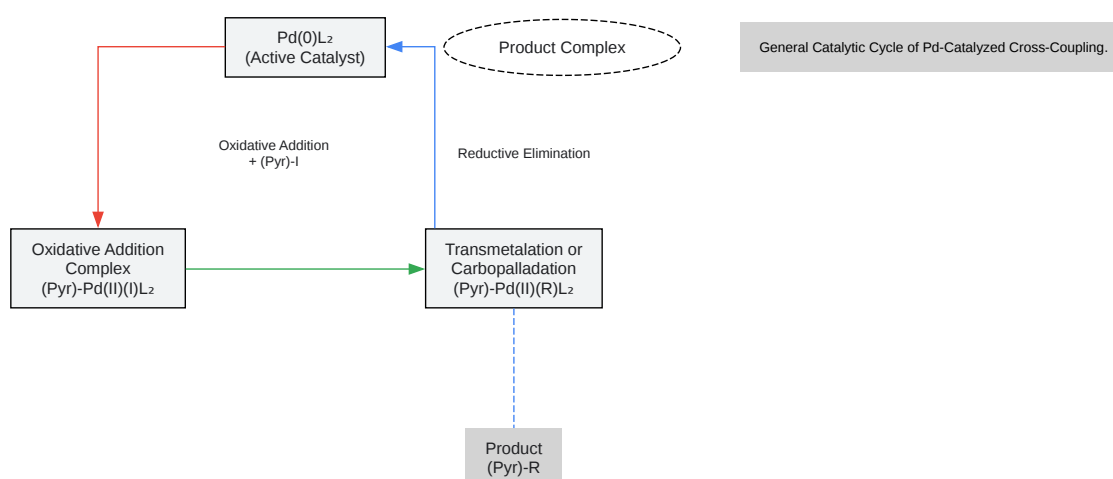 Pd(0)L₂
(Active Catalyst)
Product Complex
General Catalytic Cycle of Pd-Catalyzed Cross-Coupling.
Oxidative Addition
+ (Pyr)-I
Reductive Elimination
Oxidative Addition
Complex
(Pyr)-Pd(II)(I)L₂
Transmetalation or
Carbopalladation
(Pyr)-Pd(II)(R)L₂
Product
(Pyr)-R